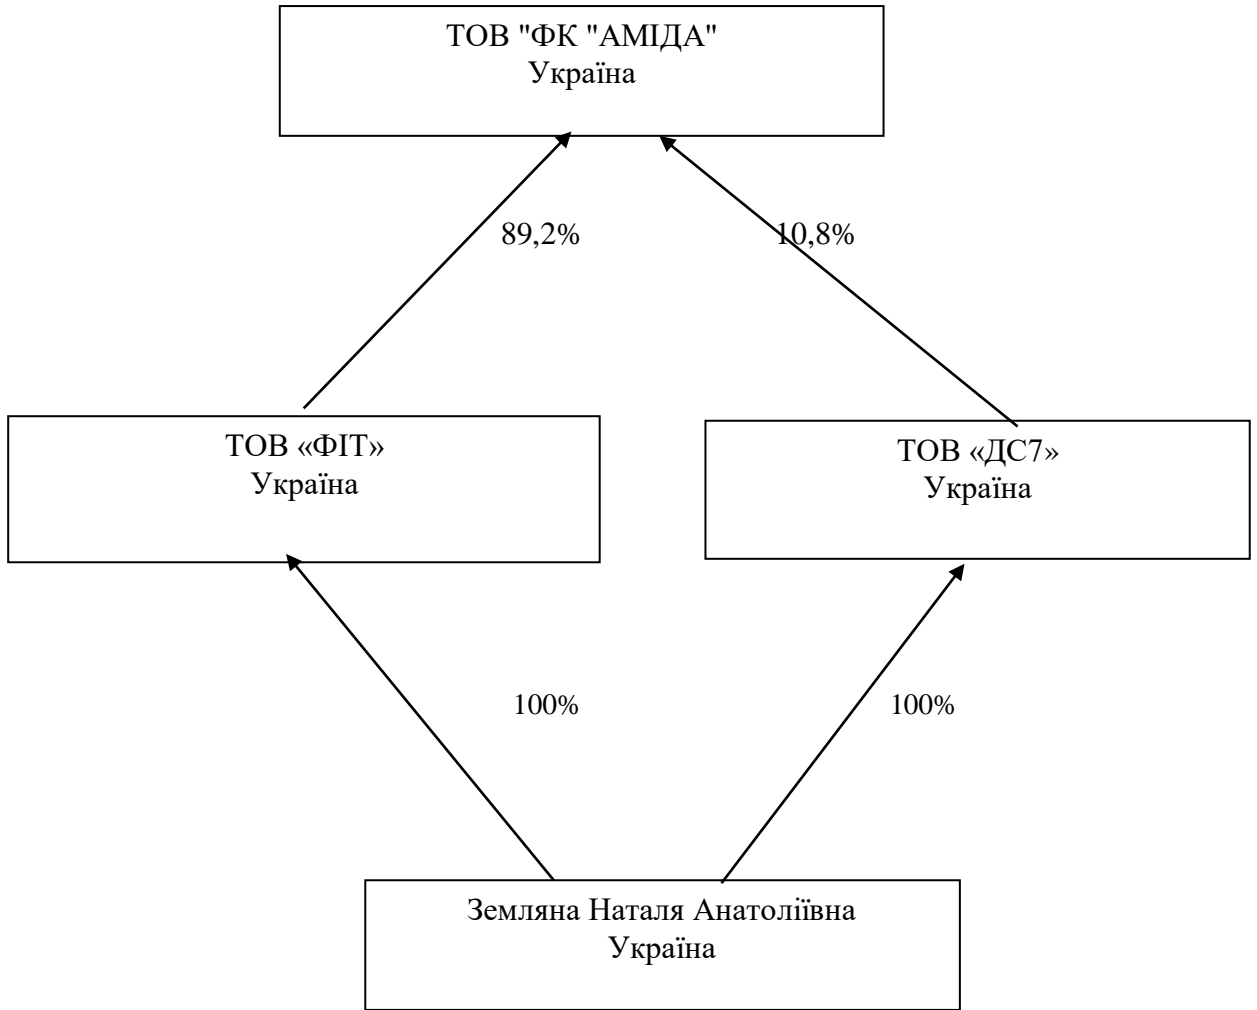 ТОВ "ФК "АМІДА"
Україна
89,2%
10,8%
ТОВ «ФІТ»
Україна
ТОВ «ДС7»
Україна
100%
100%
Земляна Наталя Анатоліївна
Україна